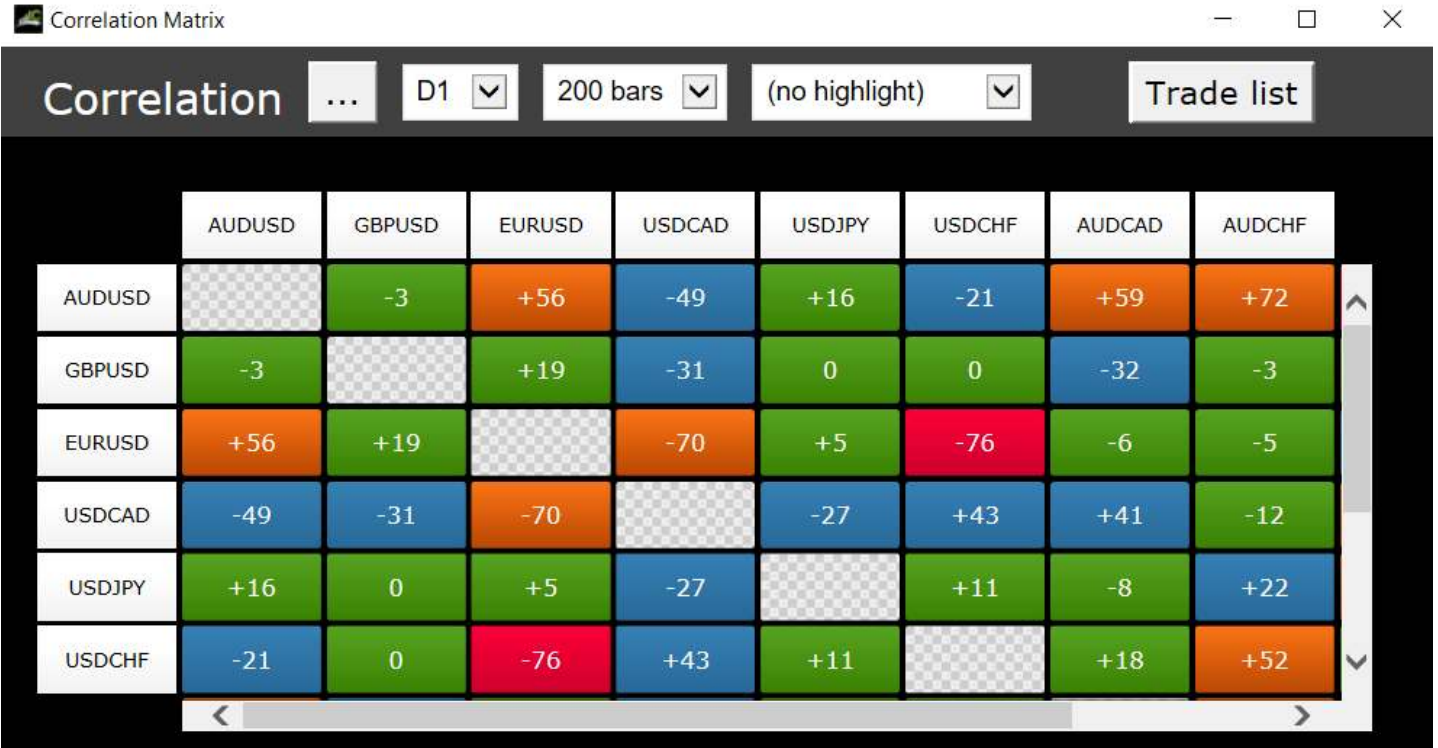 Correlation Matrix
Correlation ... D1 200 bars (no highlight) Trade list
AUDUSD GBPUSD EURUSD USDCAD USDJPY USDCHF AUDCAD AUDCHF
AUDUSD -3 +56 -49 +16 -21 +59 +72
GBPUSD -3 +19 -31 0 0 -32 -3
EURUSD +56 +19 -70 +5 -76 -6 -5
USDCAD -49 -31 -70 -27 +43 +41 -12
USDJPY +16 0 +5 -27 +11 -8 +22
USDCHF -21 0 -76 +43 +11 +18 +52